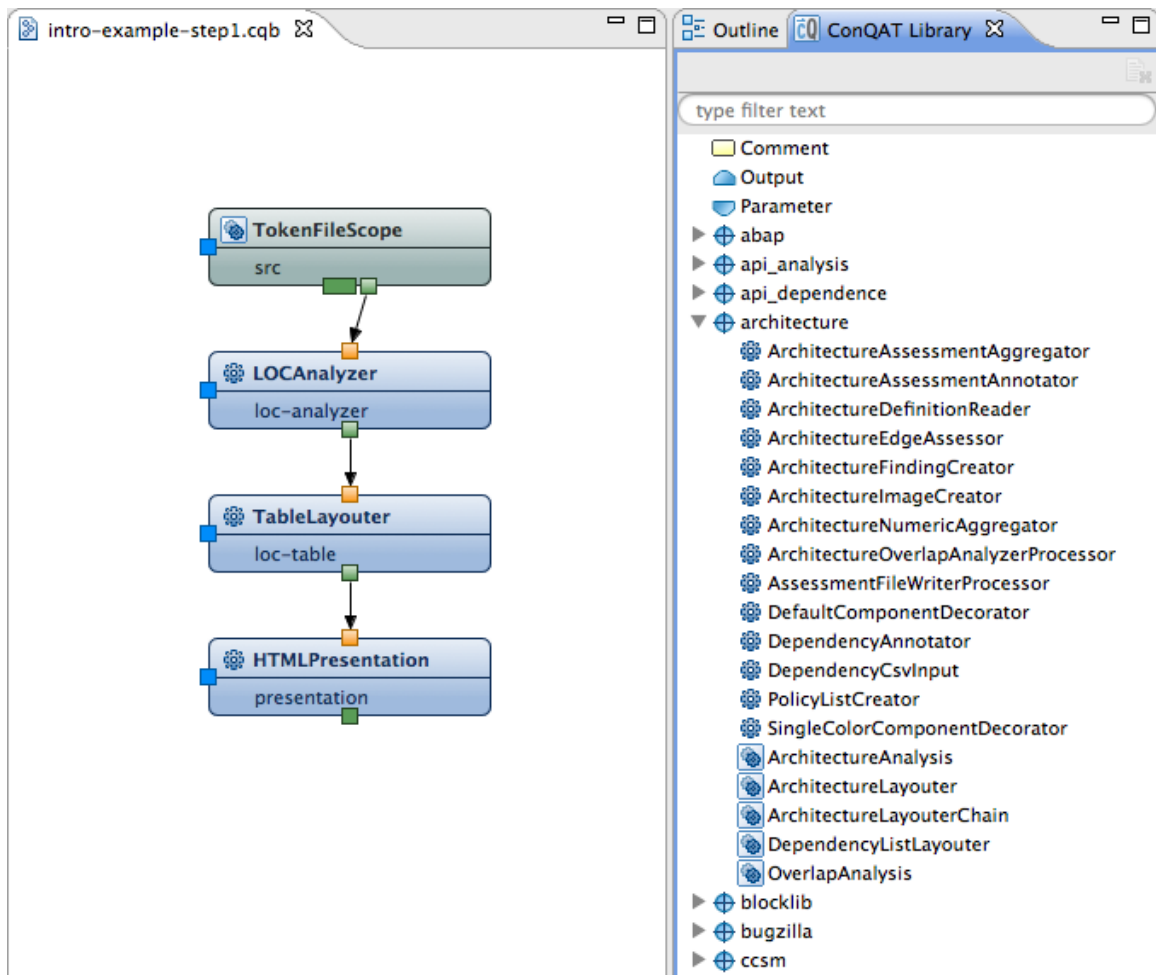 intro-example-step1.cqb
TokenFileScope
src
LOCAnalyzer
loc-analyzer
TableLayouter
loc-table
HTMLPresentation
presentation
Outline
ConQAT Library
type filter text
Comment
Output
Parameter
abap
api_analysis
api_dependence
architecture
ArchitectureAssessmentAggregator
ArchitectureAssessmentAnnotator
ArchitectureDefinitionReader
ArchitectureEdgeAssessor
ArchitectureFindingCreator
ArchitectureImageCreator
ArchitectureNumericAggregator
ArchitectureOverlapAnalyzerProcessor
AssessmentFileWriterProcessor
DefaultComponentDecorator
DependencyAnnotator
DependencyCsvInput
PolicyListCreator
SingleColorComponentDecorator
ArchitectureAnalysis
ArchitectureLayouter
ArchitectureLayouterChain
DependencyListLayouter
OverlapAnalysis
blocklib
bugzilla
ccsm